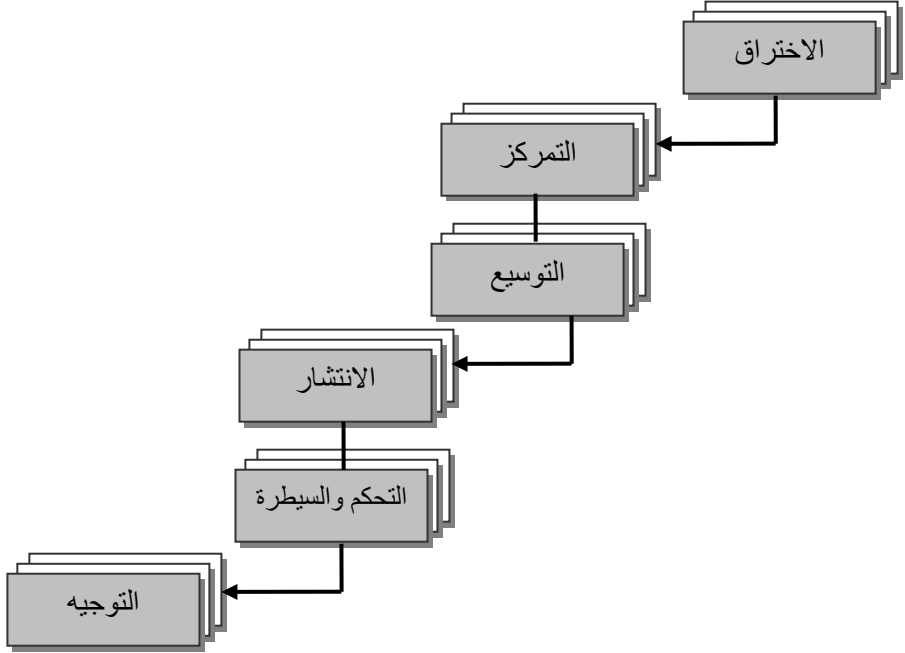 الاختراق
التمركز
التوسيع
الانتشار
التحكم والسيطرة
التوجيه